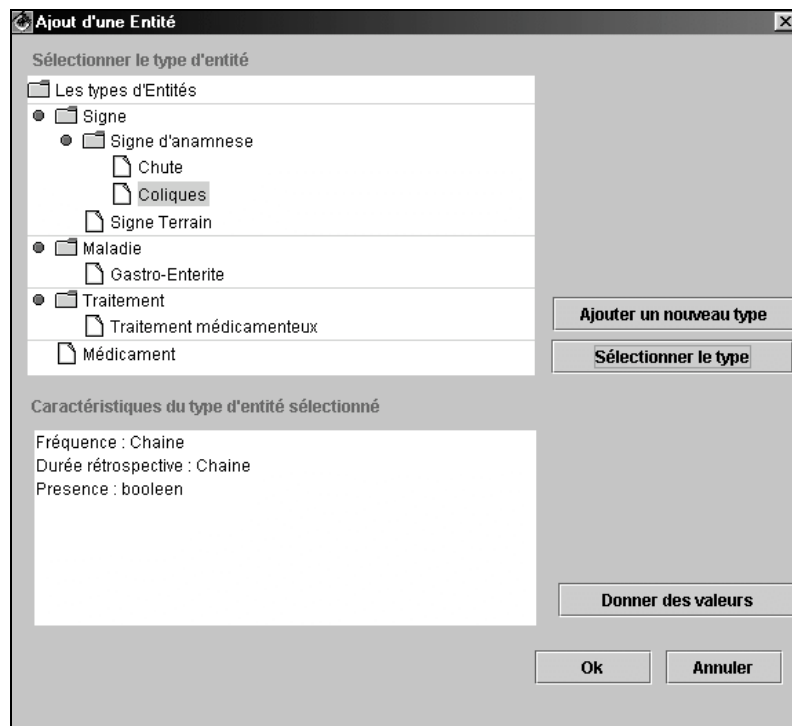 Ajout d'une Entité
Sélectionner le type d'entité
Les types d'Entités
Signe
Signe d'anamnese
Chute
Coliques
Signe Terrain
Maladie
Gastro-Enterite
Traitement
Traitement médicamenteux
Médicament
Ajouter un nouveau type
Sélectionner le type
Caractéristiques du type d'entité sélectionné
Fréquence : Chaine
Durée rétrospective : Chaine
Presence : booleen
Donner des valeurs
Ok
Annuler